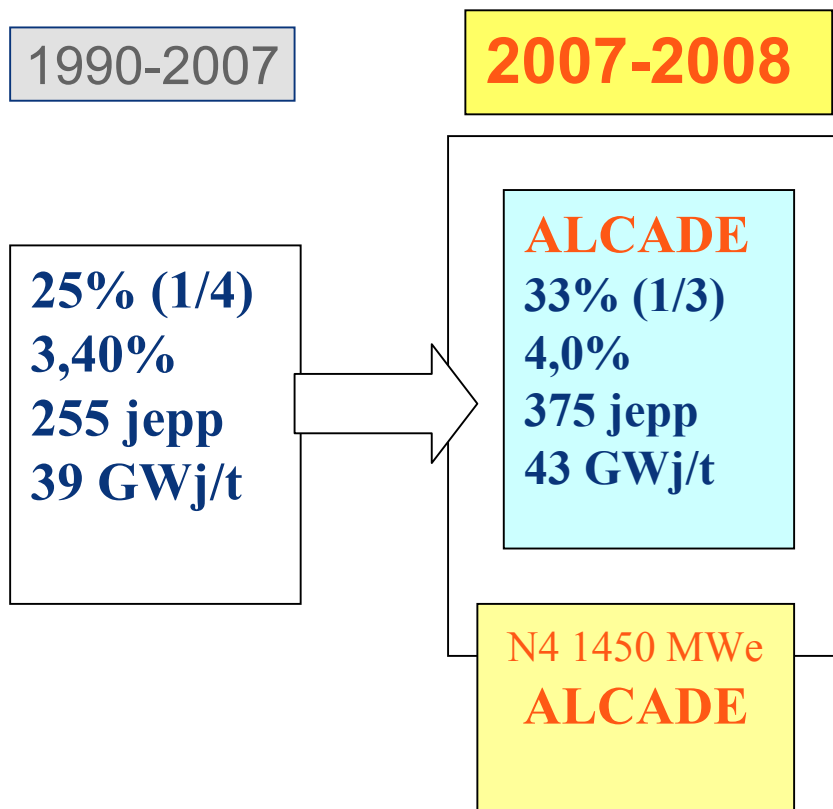 1990-2007
2007-2008
25% (1/4)
3,40%
255 jepp
39 GWj/t
ALCADE
33% (1/3)
4,0%
375 jepp
43 GWj/t
N4 1450 MWe
ALCADE